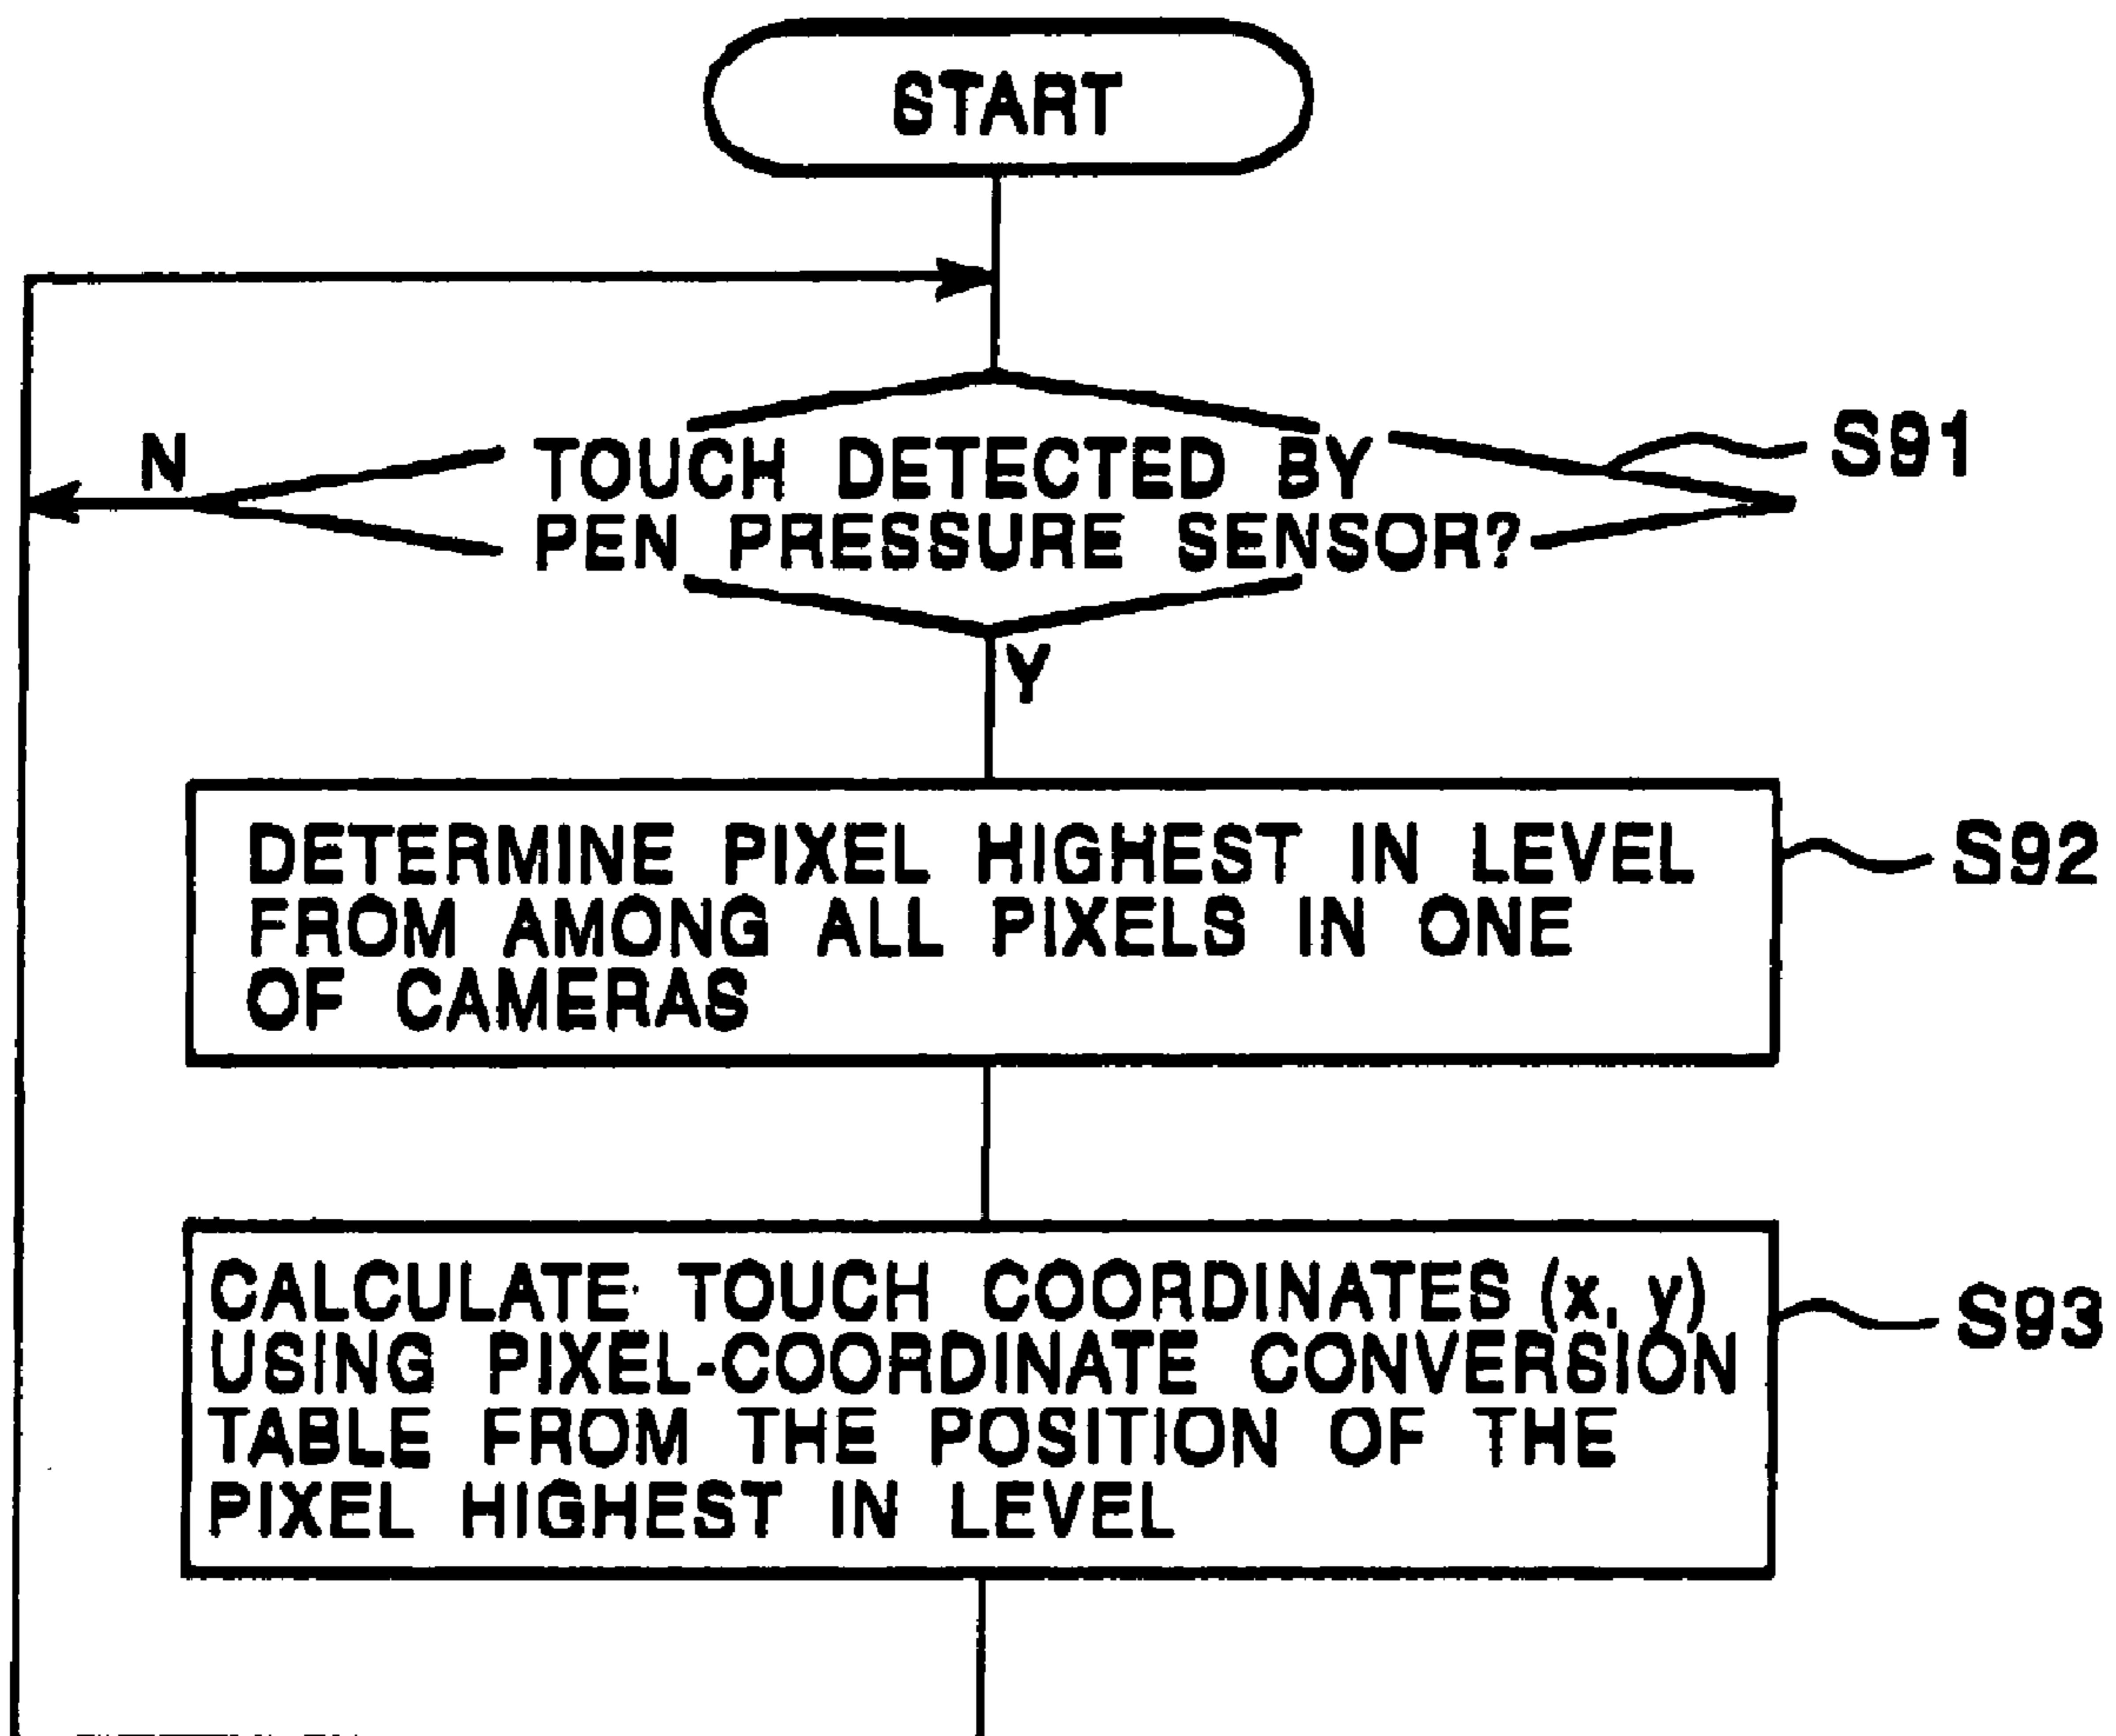 START
N
TOUCH DETECTED BY
PEN PRESSURE SENSOR?
S91
Y
DETERMINE PIXEL HIGHEST IN LEVEL
FROM AMONG ALL PIXELS IN ONE
OF CAMERAS
S92
CALCULATE TOUCH COORDINATES (x, y)
USING PIXEL-COORDINATE CONVERSION
TABLE FROM THE POSITION OF THE
PIXEL HIGHEST IN LEVEL
S93